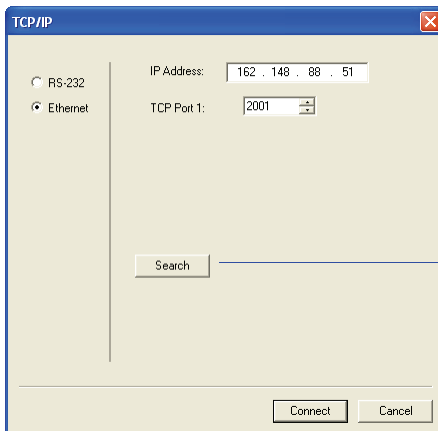 TCP/IP
RS-232
Ethernet
IP Address: 162 . 148 . 88 . 51
TCP Port 1: 2001
Search
Connect Cancel